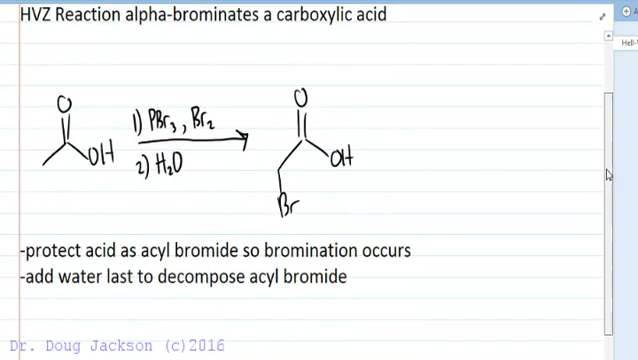 HVZ Reaction alpha-brominates a carboxylic acid
O
OH
1) PBr₃, Br₂
2) H₂O
O
OH
Br
-protect acid as acyl bromide so bromination occurs
-add water last to decompose acyl bromide
Dr. Doug Jackson (c)2016